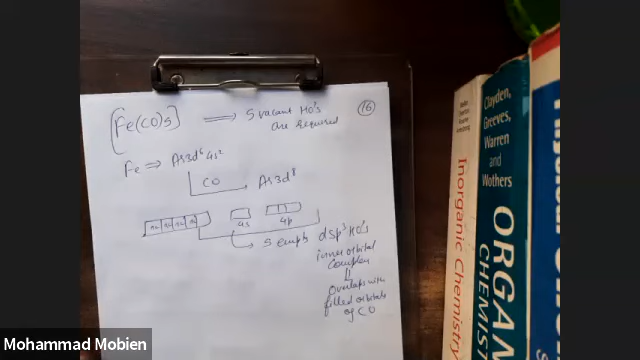 [Fe(CO)5] ⟹ 5 vacant HO's
are required
16
Fe ⟹ Ar3d⁶ 4s²
CO
Ar3d⁸
4s
4p
5 empty dsp³ HO's
inner orbital
Complex
overlaps with
filled orbitals
of CO
Inorganic Chemistry
Clayden,
Greeves,
Warren
and
Wothers
ORGAN
CHEMIST
Mohammad Mobien